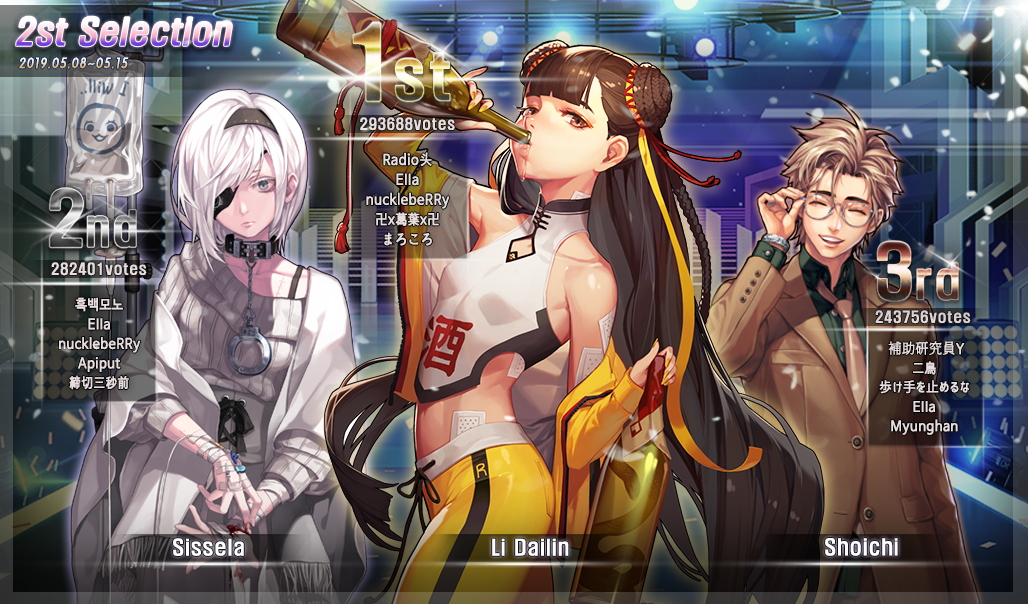 2st Selection
2019.05.08~05.15
1st
293688votes
Radio头
Ella
nucklebeRRy
卍x葛葉x卍
まろころ
2nd
282401votes
흑백모노
Ella
nucklebeRRy
Apiput
締切三秒前
3rd
243756votes
補助研究員Y
二鳥
歩け手を止めるな
Ella
Myunghan
酒
R
Sissela
Li Dailin
Shoichi